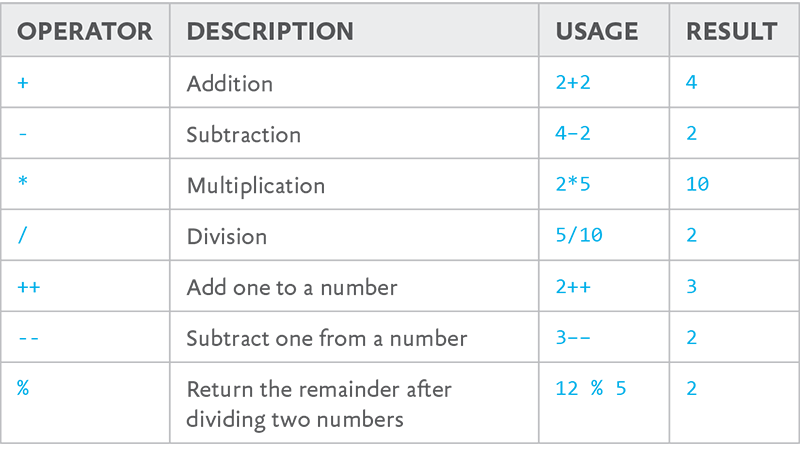 OPERATOR DESCRIPTION USAGE RESULT
+ Addition 2+2 4
- Subtraction 4–2 2
* Multiplication 2*5 10
/ Division 5/10 2
++ Add one to a number 2++ 3
-- Subtract one from a number 3–– 2
% Return the remainder after 12 % 5 2
dividing two numbers